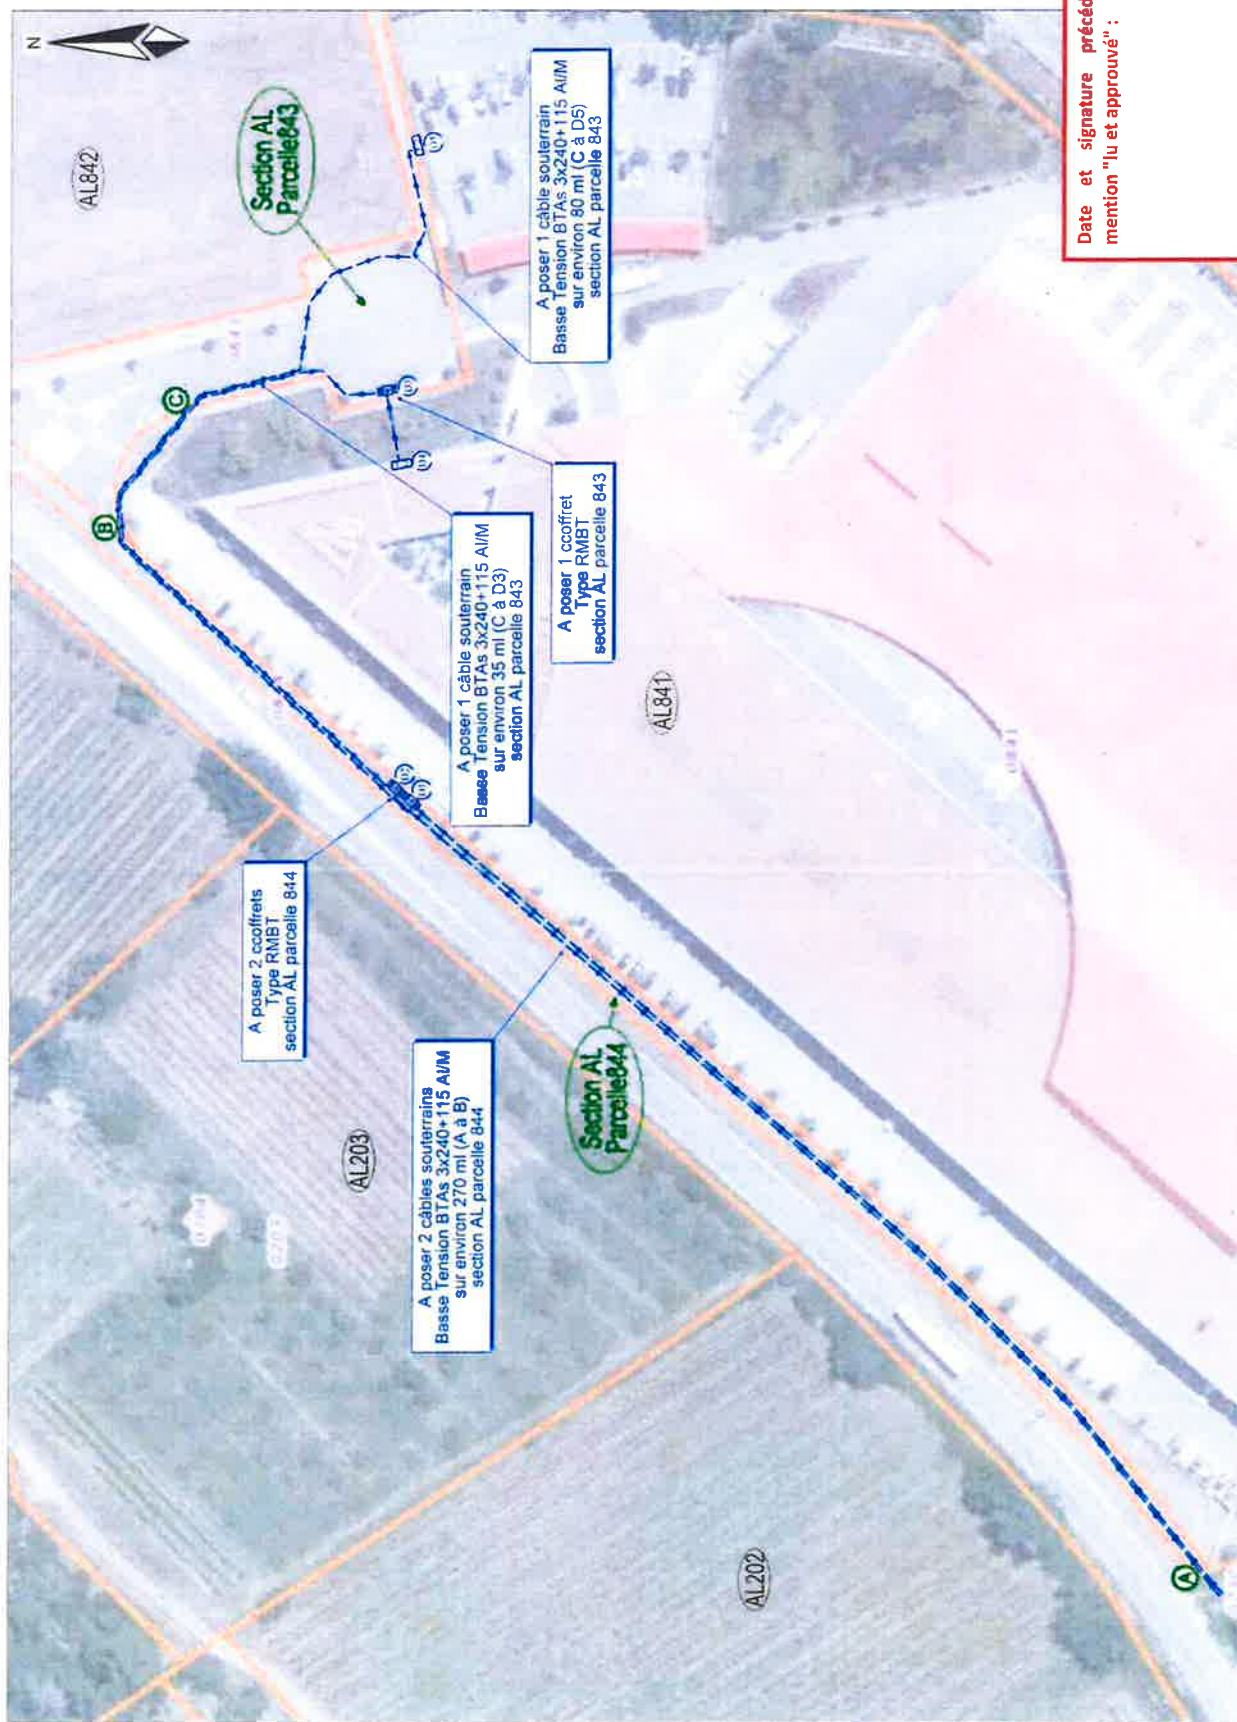 N
AL842
Section AL
Parcelle843
A poser 1 câble souterrain
Basse Tension BTAs 3x240+115 Al/M
sur environ 80 ml (C à D5)
section AL parcelle 843
C
B
A poser 1 ccoffret
Type RMBT
section AL parcelle 843
A poser 1 câble souterrain
Basse Tension BTAs 3x240+115 Al/M
sur environ 35 ml (C à D3)
section AL parcelle 843
AL841
A poser 2 ccoffrets
Type RMBT
section AL parcelle 844
A poser 2 câbles souterrains
Basse Tension BTAs 3x240+115 Al/M
sur environ 270 ml (A à B)
section AL parcelle 844
Section AL
Parcelle844
AL203
AL202
A
Date et signature précéd
mention "lu et approuvé" :